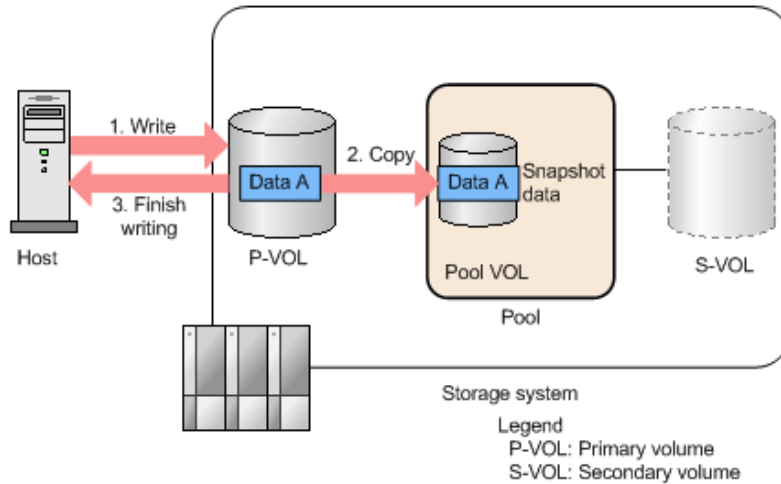 1. Write
2. Copy
Data A
Data A
Snapshot
data
3. Finish
writing
Host
P-VOL
Pool VOL
S-VOL
Pool
Storage system
Legend
P-VOL: Primary volume
S-VOL: Secondary volume